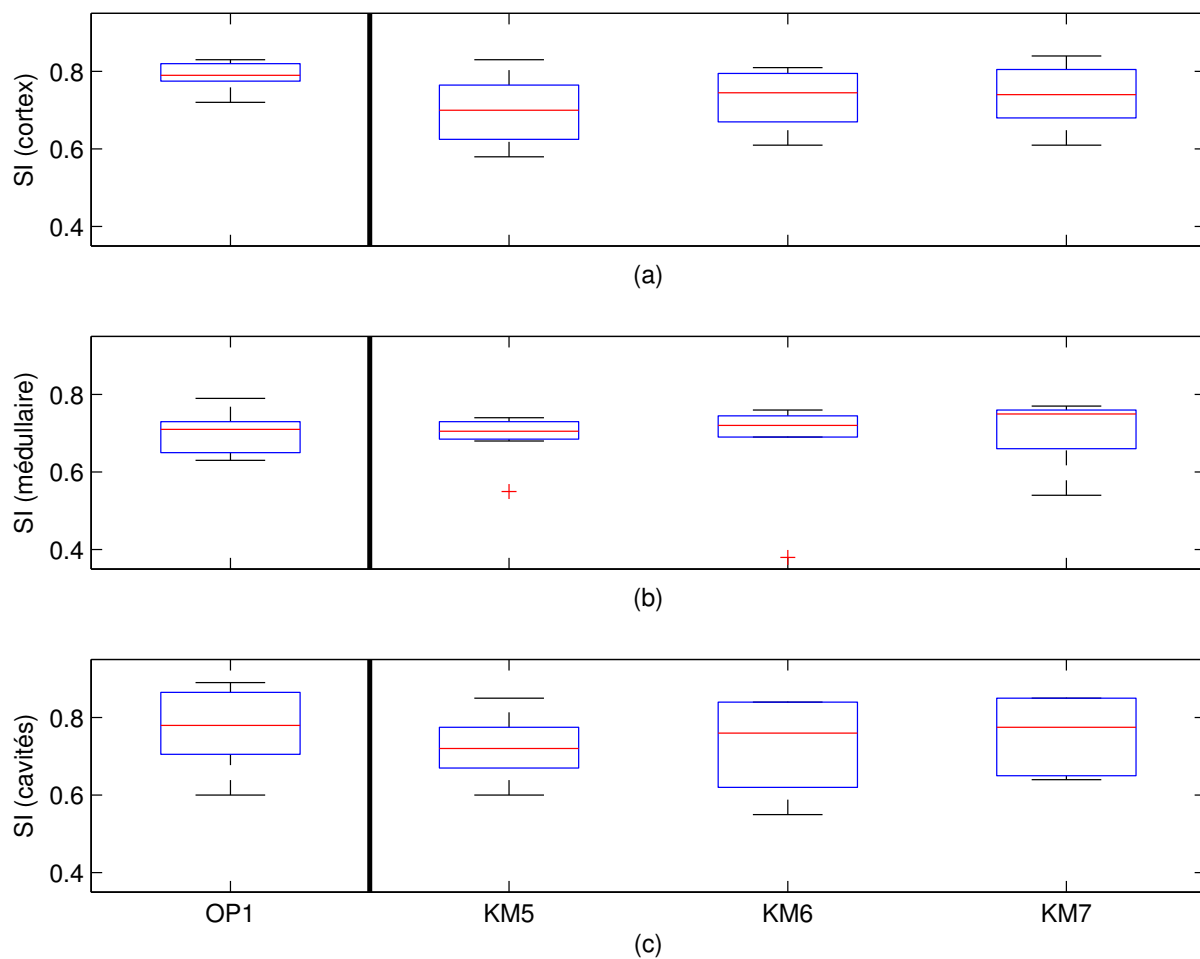 SI (cortex)
0.8
0.6
0.4
(a)
SI (médullaire)
0.8
0.6
0.4
(b)
SI (cavités)
0.8
0.6
0.4
OP1 KM5 KM6 KM7
(c)